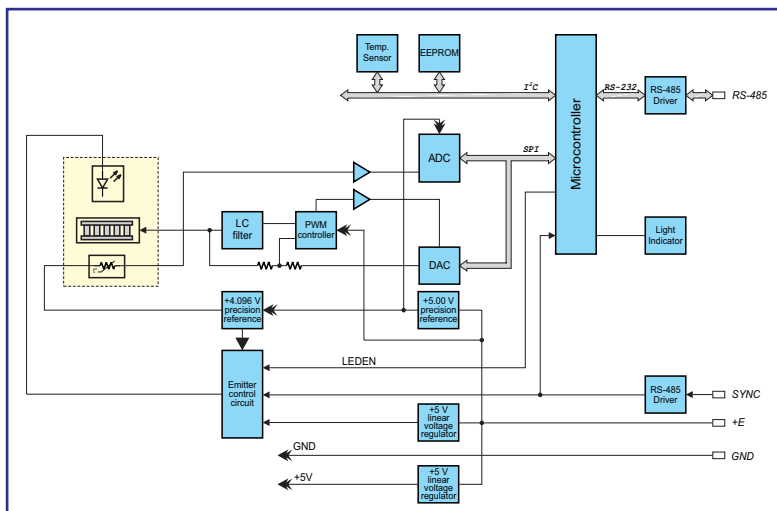 Temp.
Sensor
EEPROM
I²C
Microcontroller
RS-232
RS-485
Driver
RS-485
ADC
SPI
LC
filter
PWM
controller
DAC
Light
Indicator
t°
+4.096 V
precision
reference
+5.00 V
precision
reference
LEDEN
Emitter
control
circuit
RS-485
Driver
SYNC
+5 V
linear
voltage
regulator
+E
GND
GND
+5V
+5 V
linear
voltage
regulator